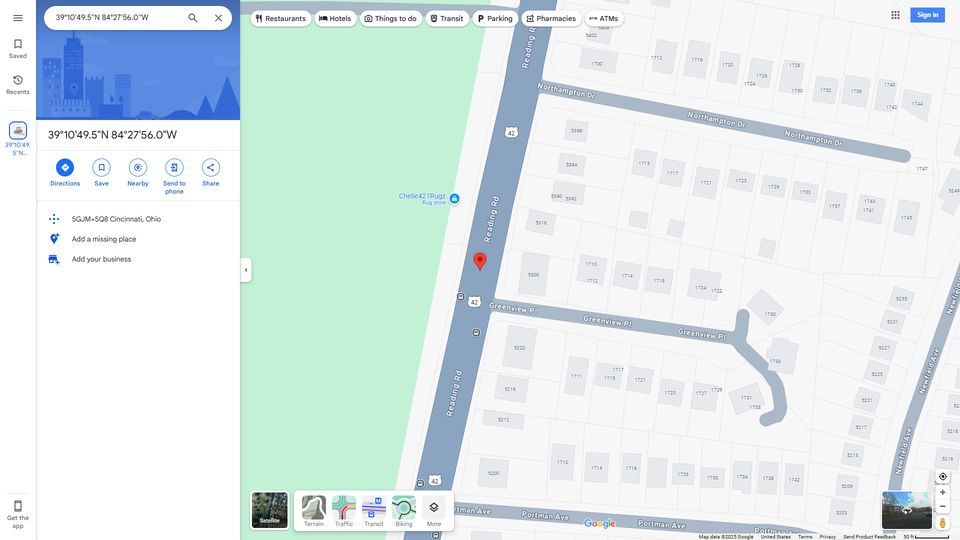 39°10'49.5"N 84°27'56.0"W
Restaurants
Hotels
Things to do
Transit
Parking
Pharmacies
ATMs
Sign in
Saved
Recents
39°10'49.
5"N...
39°10'49.5"N 84°27'56.0"W
Directions
Save
Nearby
Send to
phone
Share
5GJM+5Q8 Cincinnati, Ohio
Add a missing place
Add your business
Get the
app
Reading Rd
5402
1700
1712
1716
1720
1724
1726
1728
1730
1732
1736
1740
1742
1744
Northampton Dr
Northampton Dr
Northampton Dr
42
5398
5394
5390
5392
5316
1713
1717
1721
1725
1729
1733
1737
1743
1741
1745
1747
5249
Chelle427Rugz
Rug store
Reading Rd
5300
1710
1712
1714
1718
1724
1722
42
Greenview Pl
Greenview Pl
Greenview Pl
1730
1734
5235
5231
5227
5225
5221
5217
5213
5209
5203
Newfield Ave
Newfield Ave
5220
5216
5212
5200
1711
1717
1715
1721
1723
1727
1729
1731
1733
Reading Rd
42
1710
1714
1718
1730
1734
1738
1742
Portman Ave
Portman Ave
Satellite
Terrain
Traffic
Transit
Biking
More
Google
Map data ©2025 Google
United States
Terms
Privacy
Send Product Feedback
50 ft